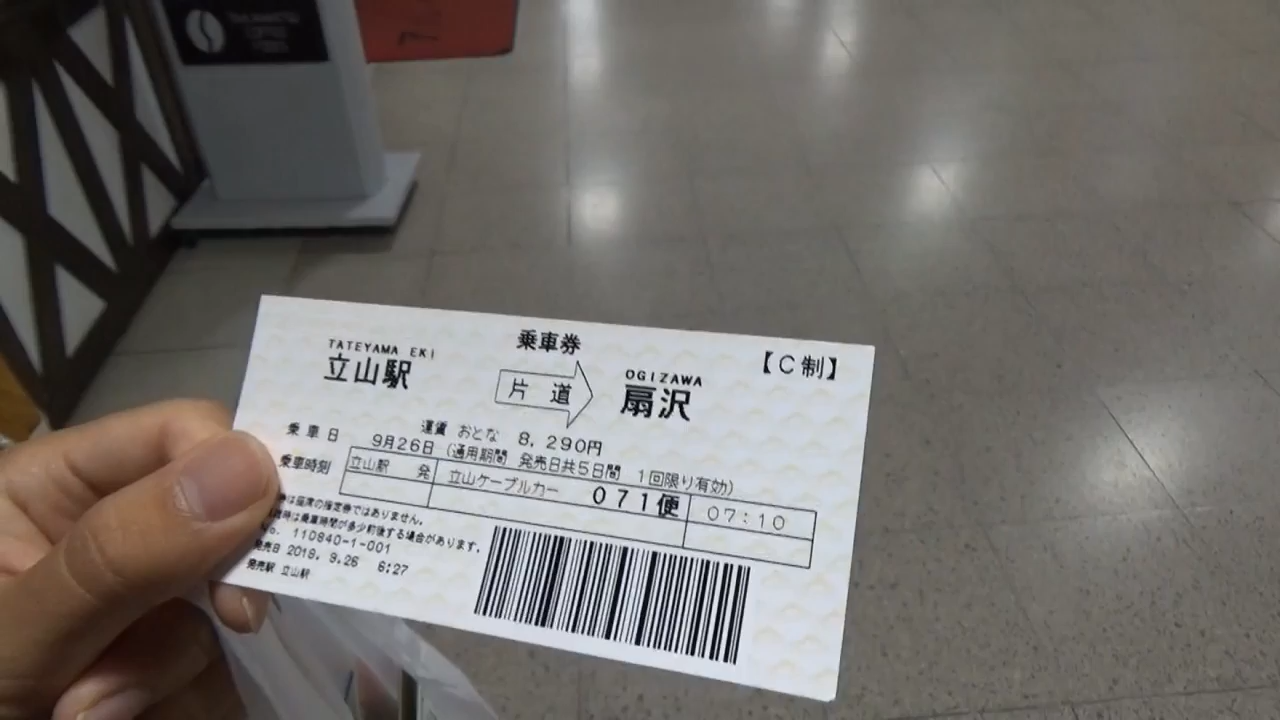 乗車券
【C制】
TATEYAMA EKI
立山駅
片道
OGIZAWA
扇沢
運賃 おとな 8,290円
乗車日 9月26日 (通用期間 発売日共5日間 1回限り有効)
乗車時刻 立山駅 発 立山ケーブルカー 071便 07:10
は座席の指定券ではありません。
時は乗車時間が多少前後する場合があります。
110840-1-001
発売日 2019. 9.26 6:27
発売駅 立山駅